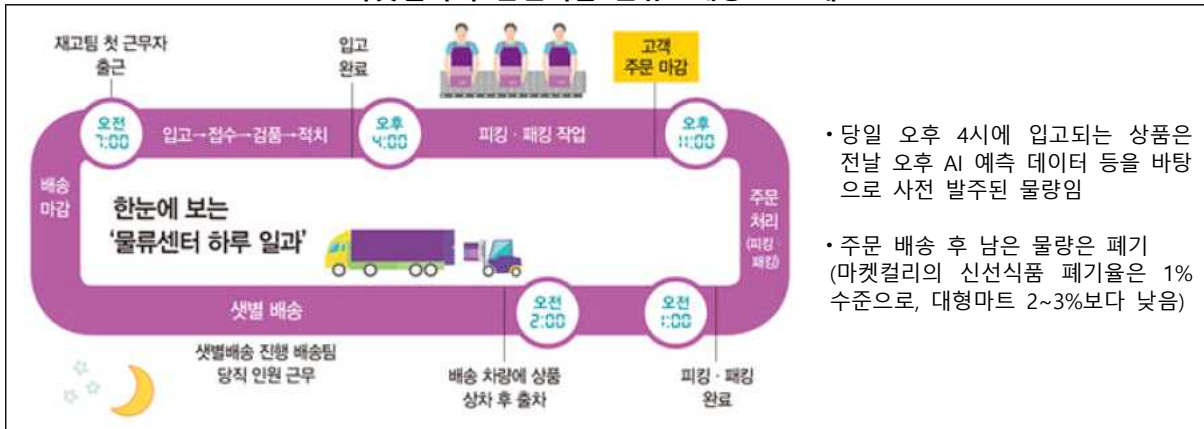 재고팀 첫 근무자
출근
입고
완료
고객
주문 마감
오전
7:00
입고→접수→검품→적치
오후
4:00
피킹 · 패킹 작업
오후
11:00
배송
마감
한눈에 보는
'물류센터 하루 일과'
주문
처리
(피킹 ·
패킹)
샛별 배송
오전
2:00
오전
1:00
샛별배송 진행 배송팀
당직 인원 근무
배송 차량에 상품
상차 후 출차
피킹 · 패킹
완료
• 당일 오후 4시에 입고되는 상품은
전날 오후 AI 예측 데이터 등을 바탕
으로 사전 발주된 물량임
• 주문 배송 후 남은 물량은 폐기
(마켓컬리의 신선식품 폐기율은 1%
수준으로, 대형마트 2~3%보다 낮음)